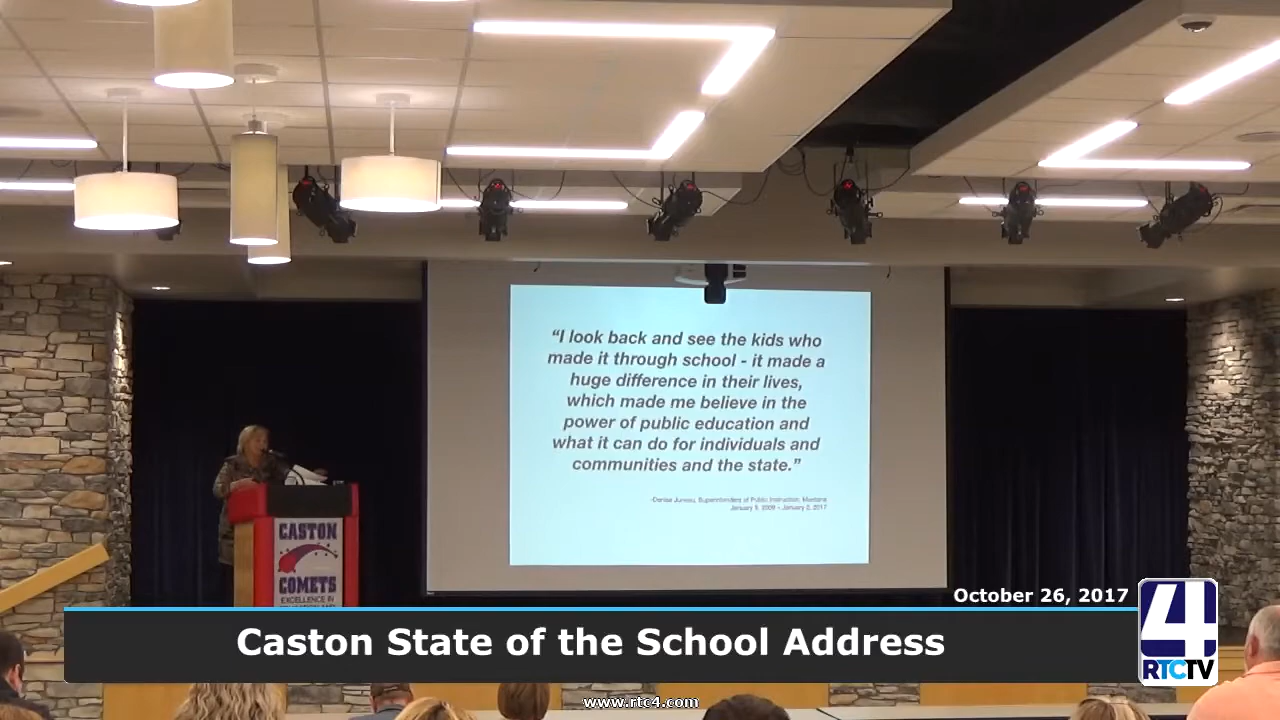 “I look back and see the kids who
made it through school - it made a
huge difference in their lives,
which made me believe in the
power of public education and
what it can do for individuals and
communities and the state.”
-Denise Juneau, Superintendent of Public Instruction, Montana
January 5, 2009 – January 2, 2017
CASTON
COMETS
EXCELLENCE IN
October 26, 2017
Caston State of the School Address
4
RTCTV
www.rtc4.com